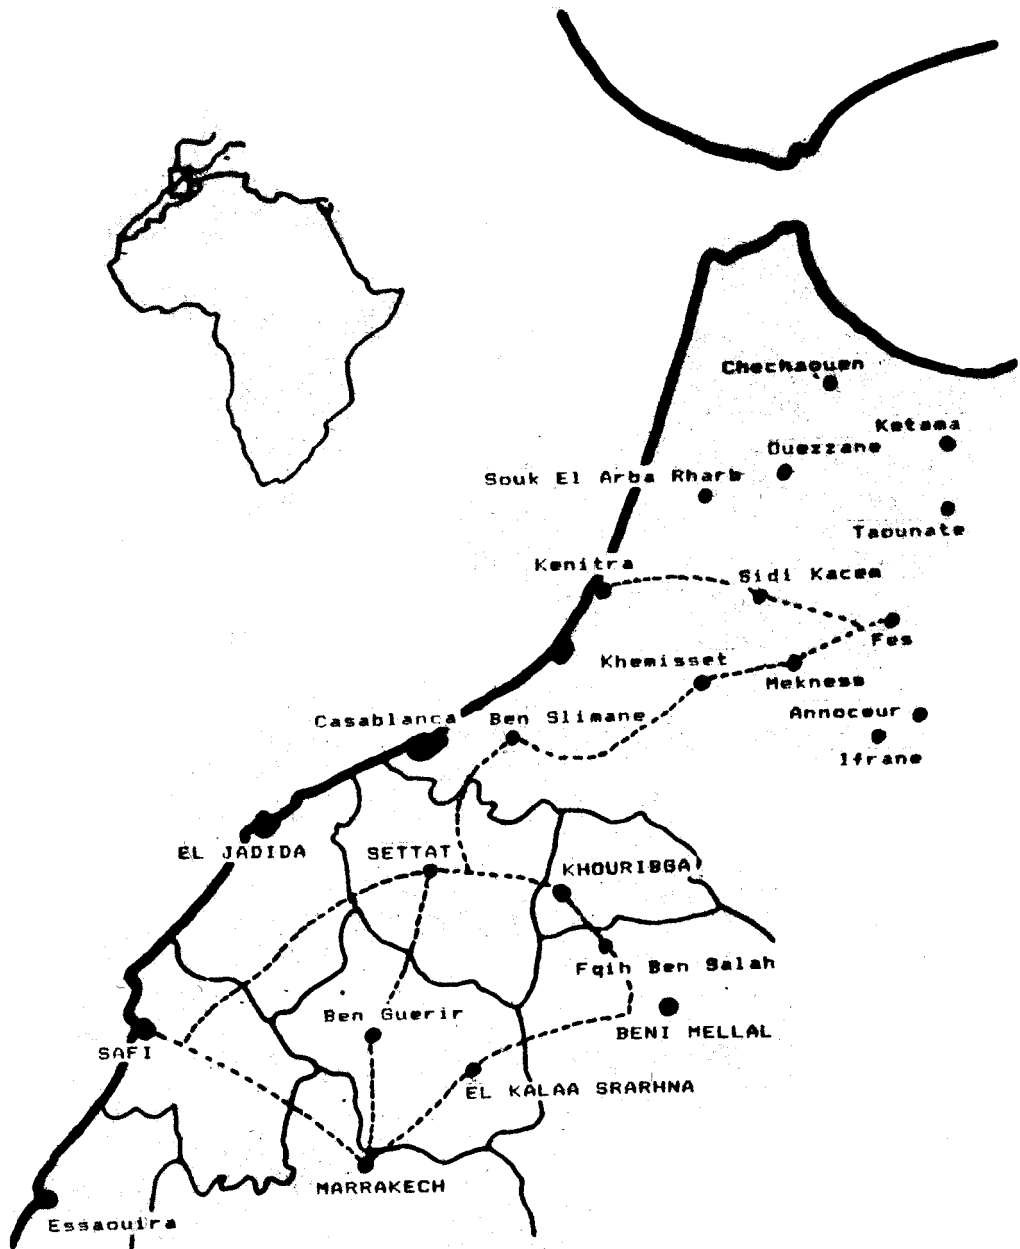 Chechaouen
Ketama
Ouezzane
Souk El Arba Rharb
Taounate
Kenitra
Sidi Kacem
Fes
Khemisset
Mekness
Annoceur
Casablanca
Ben Slimane
Ifrane
EL JADIDA
SETTAT
KHOURIBGA
Fqih Ben Salah
Ben Guerir
BENI MELLAL
SAFI
EL KALAA SRARHNA
MARRAKECH
Essaouira